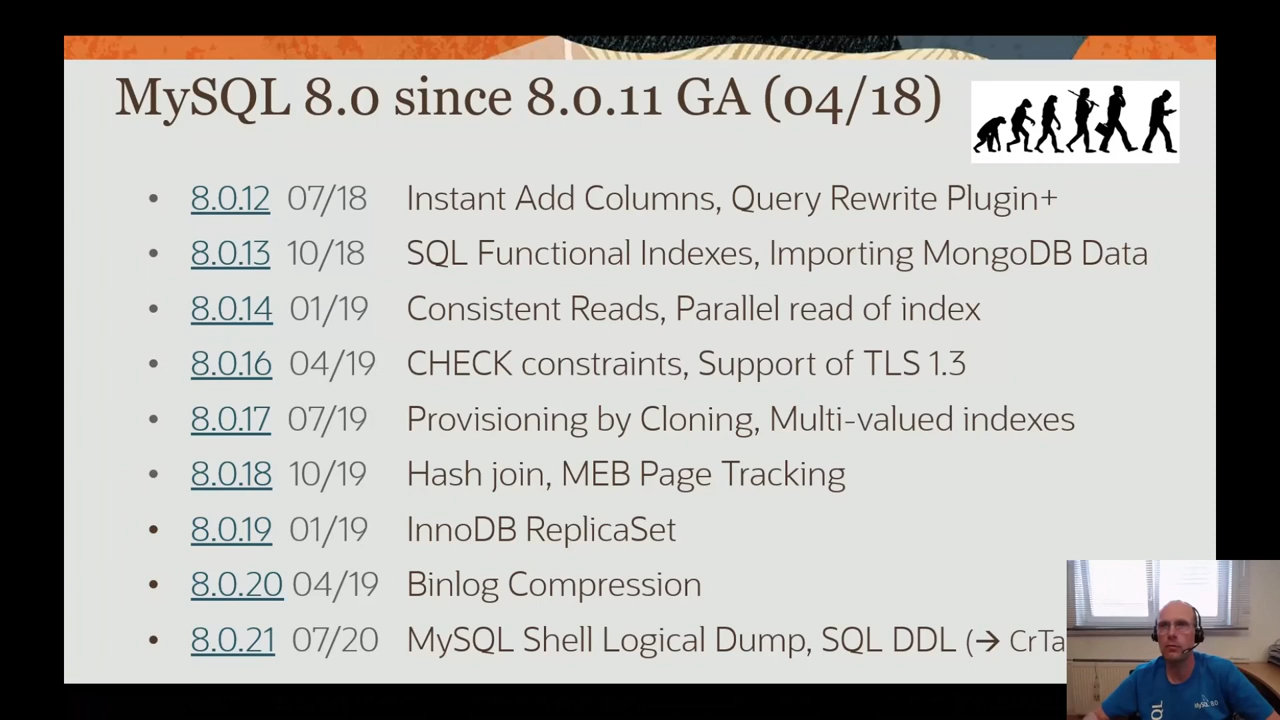 MySQL 8.0 since 8.0.11 GA (04/18)
• 8.0.12 07/18 Instant Add Columns, Query Rewrite Plugin+
• 8.0.13 10/18 SQL Functional Indexes, Importing MongoDB Data
• 8.0.14 01/19 Consistent Reads, Parallel read of index
• 8.0.16 04/19 CHECK constraints, Support of TLS 1.3
• 8.0.17 07/19 Provisioning by Cloning, Multi-valued indexes
• 8.0.18 10/19 Hash join, MEB Page Tracking
• 8.0.19 01/19 InnoDB ReplicaSet
• 8.0.20 04/19 Binlog Compression
• 8.0.21 07/20 MySQL Shell Logical Dump, SQL DDL (→ CrTa
MySQL 8.0